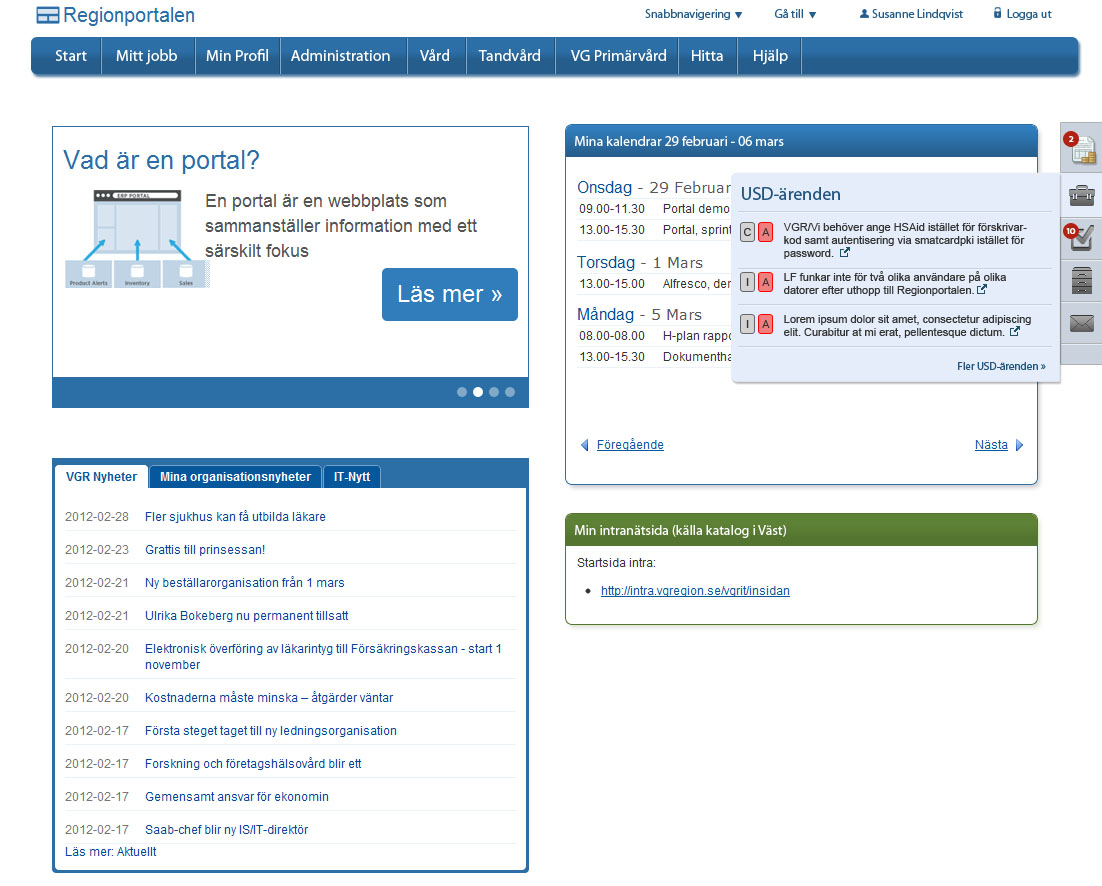 Regionportalen
Snabbnavigering ▼ Gå till ▼ Susanne Lindqvist Logga ut
Start Mitt jobb Min Profil Administration Vård Tandvård VG Primärvård Hitta Hjälp
Vad är en portal?
ERP PORTAL
Product Alerts Inventory Sales
En portal är en webbplats som
sammanställer information med ett
särskilt fokus
Läs mer »
VGR Nyheter Mina organisationsnyheter IT-Nytt
2012-02-28 Fler sjukhus kan få utbilda läkare
2012-02-23 Grattis till prinsessan!
2012-02-21 Ny beställarorganisation från 1 mars
2012-02-21 Ulrika Bokeberg nu permanent tillsatt
2012-02-20 Elektronisk överföring av läkarintyg till Försäkringskassan - start 1
november
2012-02-20 Kostnaderna måste minska – åtgärder väntar
2012-02-17 Första steget taget till ny ledningsorganisation
2012-02-17 Forskning och företagshälsovård blir ett
2012-02-17 Gemensamt ansvar för ekonomin
2012-02-17 Saab-chef blir ny IS/IT-direktör
Läs mer: Aktuellt
Mina kalendrar 29 februari - 06 mars
Onsdag - 29 Februar
09.00-11.30 Portal demo
13.00-15.30 Portal, sprint
Torsdag - 1 Mars
13.00-15.00 Alfresco, der
Måndag - 5 Mars
08.00-08.00 H-plan rappo
13.00-15.30 Dokumentha
Föregående Nästa
USD-ärenden
C A VGR/Vi behöver ange HSAid istället för förskrivar-
kod samt autentisering via smatcardpki istället för
password.
I A LF funkar inte för två olika användare på olika
datorer efter uthopp till Regionportalen.
I A Lorem ipsum dolor sit amet, consectetur adipiscing
elit. Curabitur at mi erat, pellentesque dictum.
Fler USD-ärenden »
2
10
Min intranätsida (källa katalog i Väst)
Startsida intra:
• http://intra.vgregion.se/vgrit/insidan